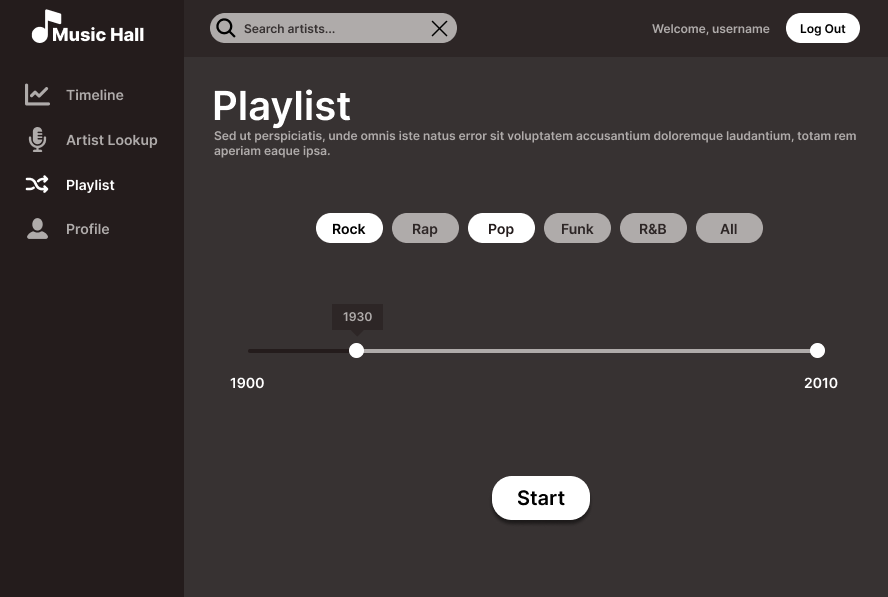 Music Hall
Search artists...
Welcome, username
Log Out
Timeline
Artist Lookup
Playlist
Profile
Playlist
Sed ut perspiciatis, unde omnis iste natus error sit voluptatem accusantium doloremque laudantium, totam rem
aperiam eaque ipsa.
Rock
Rap
Pop
Funk
R&B
All
1930
1900
2010
Start